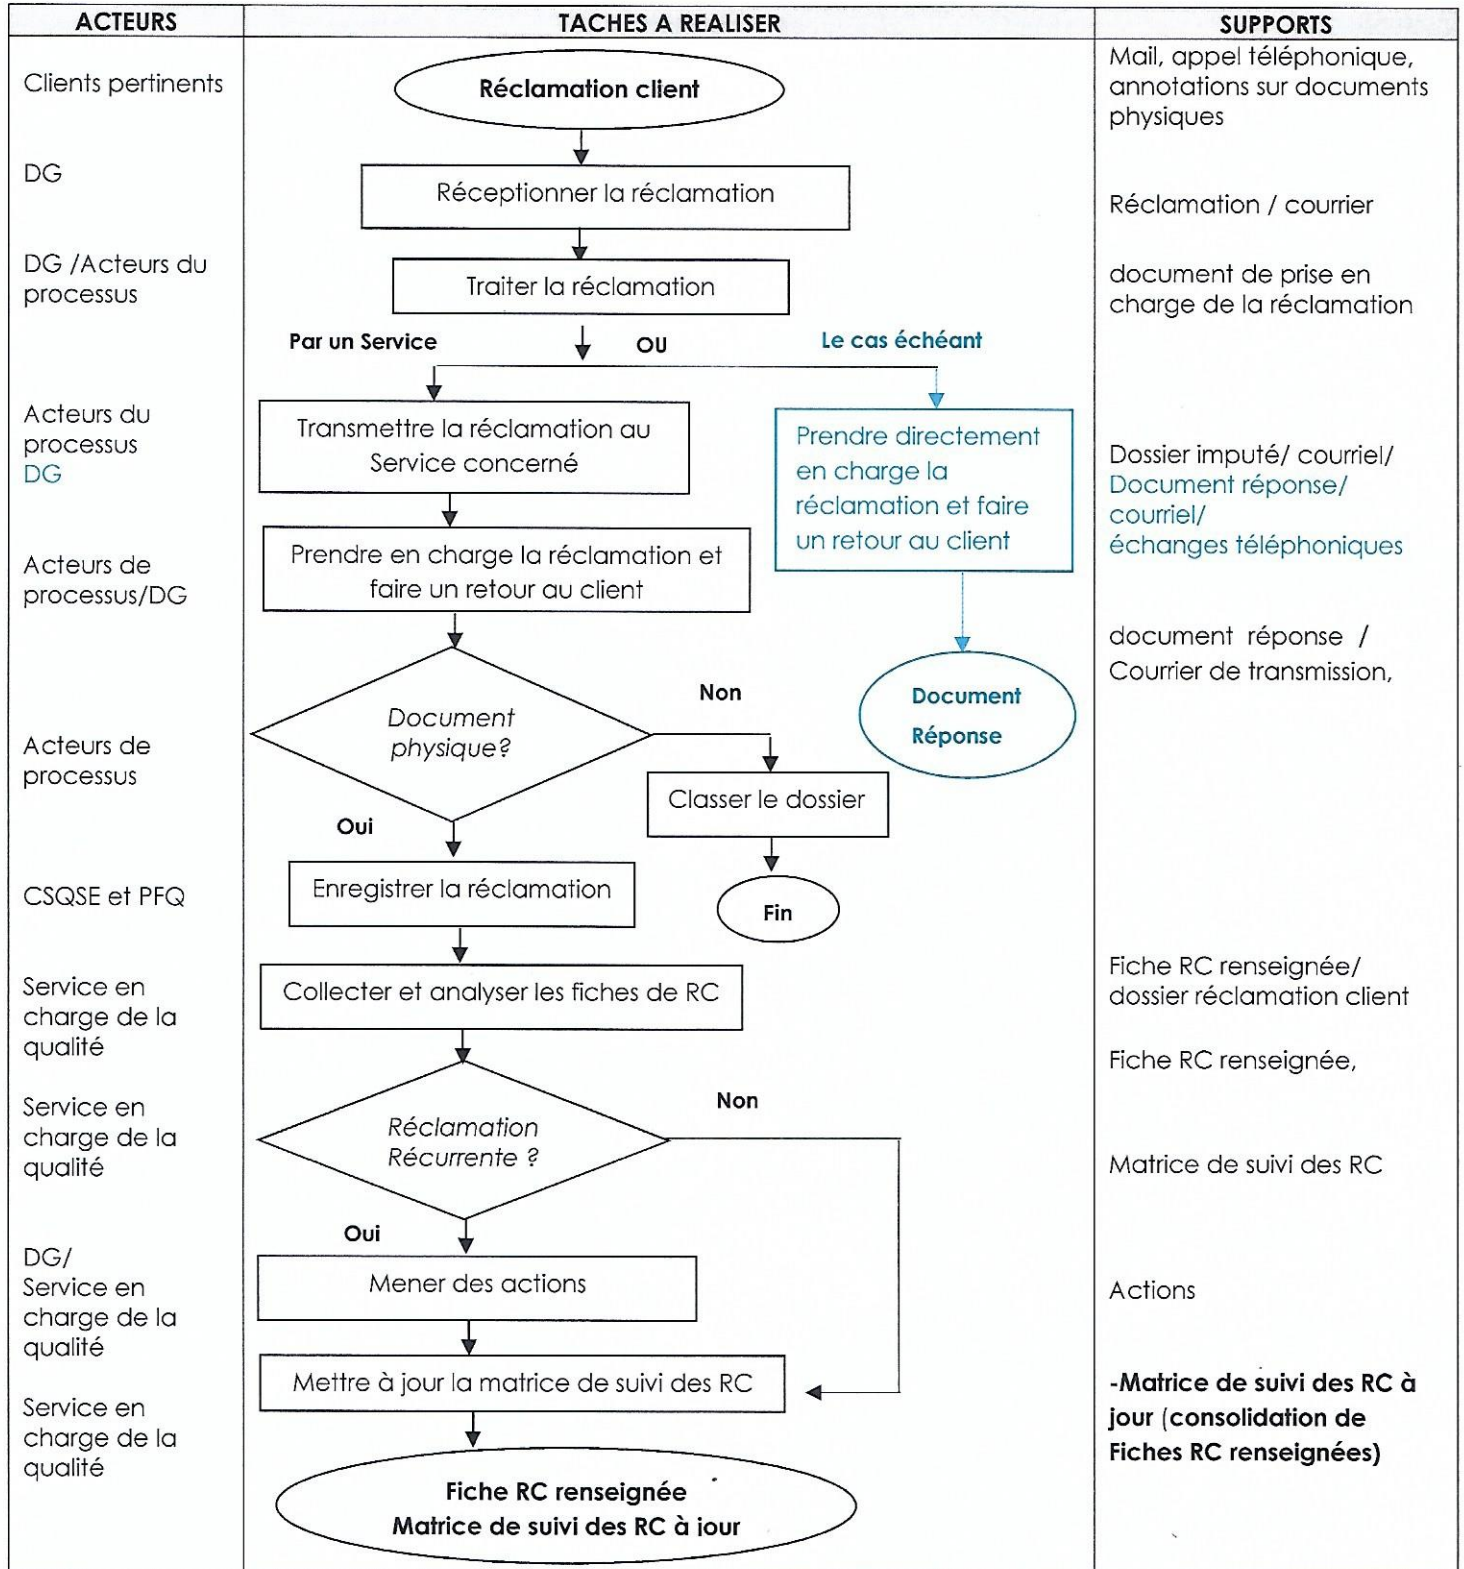 ACTEURS
TACHES A REALISER
SUPPORTS
Clients pertinents
Réclamation client
Mail, appel téléphonique,
annotations sur documents
physiques
DG
Réceptionner la réclamation
Réclamation / courrier
DG /Acteurs du
processus
Traiter la réclamation
document de prise en
charge de la réclamation
Par un Service
OU
Le cas échéant
Acteurs du
processus
DG
Transmettre la réclamation au
Service concerné
Prendre directement
en charge la
réclamation et faire
un retour au client
Dossier imputé/ courriel/
Document réponse/
courriel/
échanges téléphoniques
Acteurs de
processus/DG
Prendre en charge la réclamation et
faire un retour au client
document réponse /
Courrier de transmission,
Acteurs de
processus
Document
physique?
Non
Document
Réponse
Classer le dossier
Oui
Fin
CSQSE et PFQ
Enregistrer la réclamation
Service en
charge de la
qualité
Collecter et analyser les fiches de RC
Fiche RC renseignée/
dossier réclamation client
Fiche RC renseignée,
Service en
charge de la
qualité
Réclamation
Récurrente ?
Non
Matrice de suivi des RC
Oui
DG/
Service en
charge de la
qualité
Mener des actions
Actions
Service en
charge de la
qualité
Mettre à jour la matrice de suivi des RC
-Matrice de suivi des RC à
jour (consolidation de
Fiches RC renseignées)
Fiche RC renseignée
Matrice de suivi des RC à jour